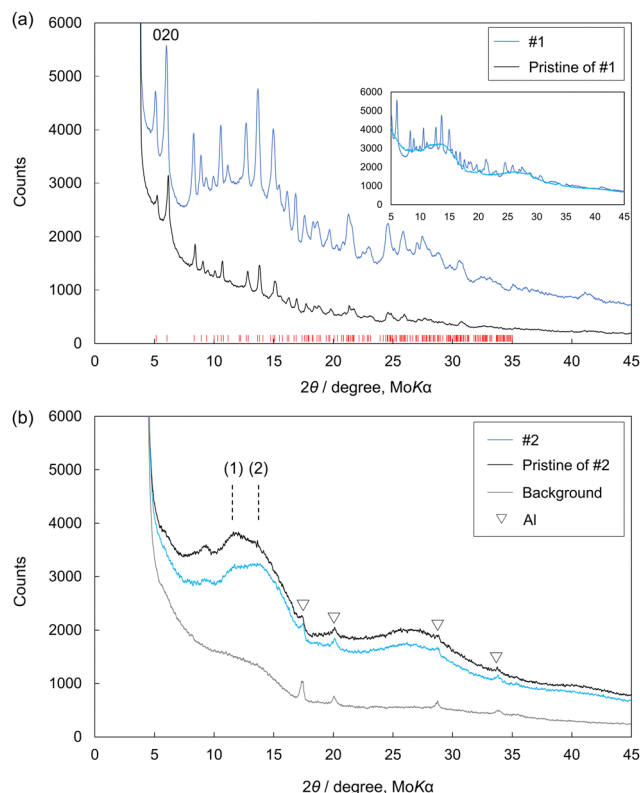 (a)
6000
5000
4000
3000
2000
1000
0
Counts
020
#1
Pristine of #1
6000
5000
4000
3000
2000
1000
0
5 10 15 20 25 30 35 40 45
0 5 10 15 20 25 30 35 40 45
2θ / degree, MoKα
(b)
6000
5000
4000
3000
2000
1000
0
Counts
(1) (2)
#2
Pristine of #2
Background
Al
0 5 10 15 20 25 30 35 40 45
2θ / degree, MoKα